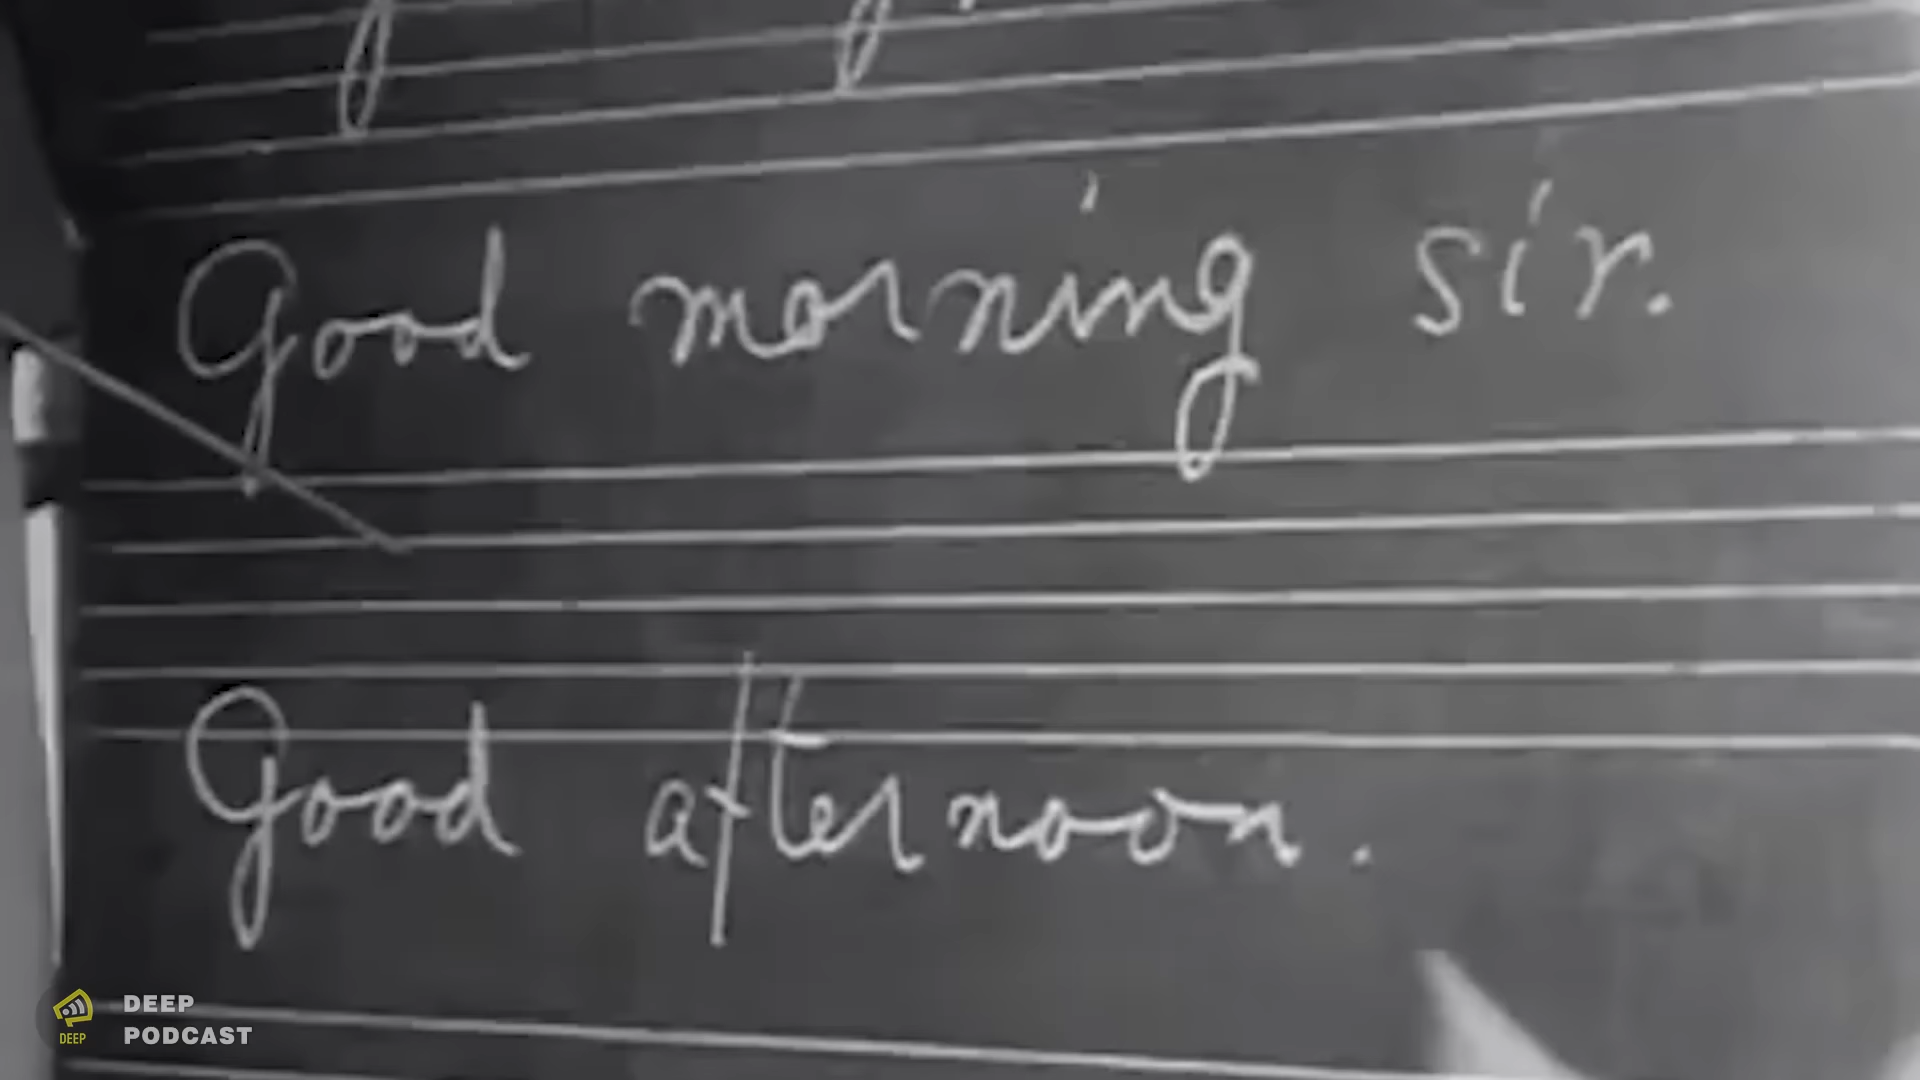 Good morning sir.
Good afternoon.
DEEP
DEEP
PODCAST